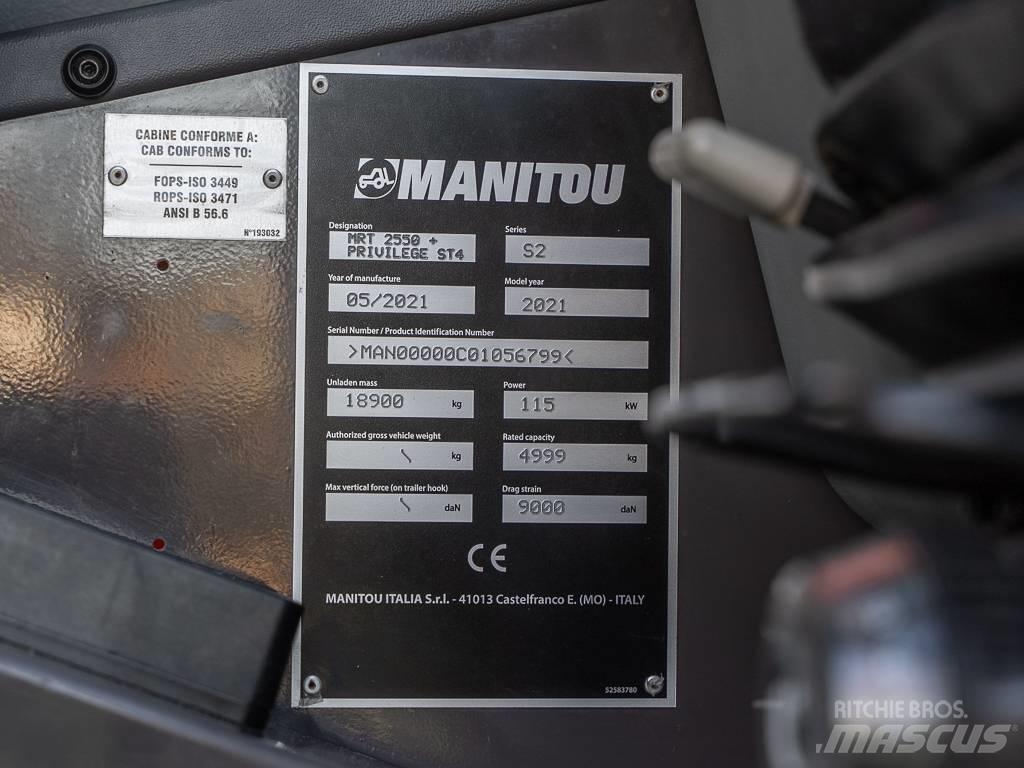 CABINE CONFORME A:
CAB CONFORMS TO:
FOPS-ISO 3449
ROPS-ISO 3471
ANSI B 56.6
N°193032
MANITOU
Designation
MRT 2550 +
PRIVILEGE ST4
Series
S2
Year of manufacture
05/2021
Model year
2021
Serial Number / Product Identification Number
>MAN00000C01056799<
Unladen mass
18900 kg
Power
115 kW
Authorized gross vehicle weight
\ kg
Rated capacity
4999 kg
Max vertical force (on trailer hook)
\ daN
Drag strain
9000 daN
CE
MANITOU ITALIA S.r.l. - 41013 Castelfranco E. (MO) - ITALY
52583780
RITCHIE BROS.
MASCUS